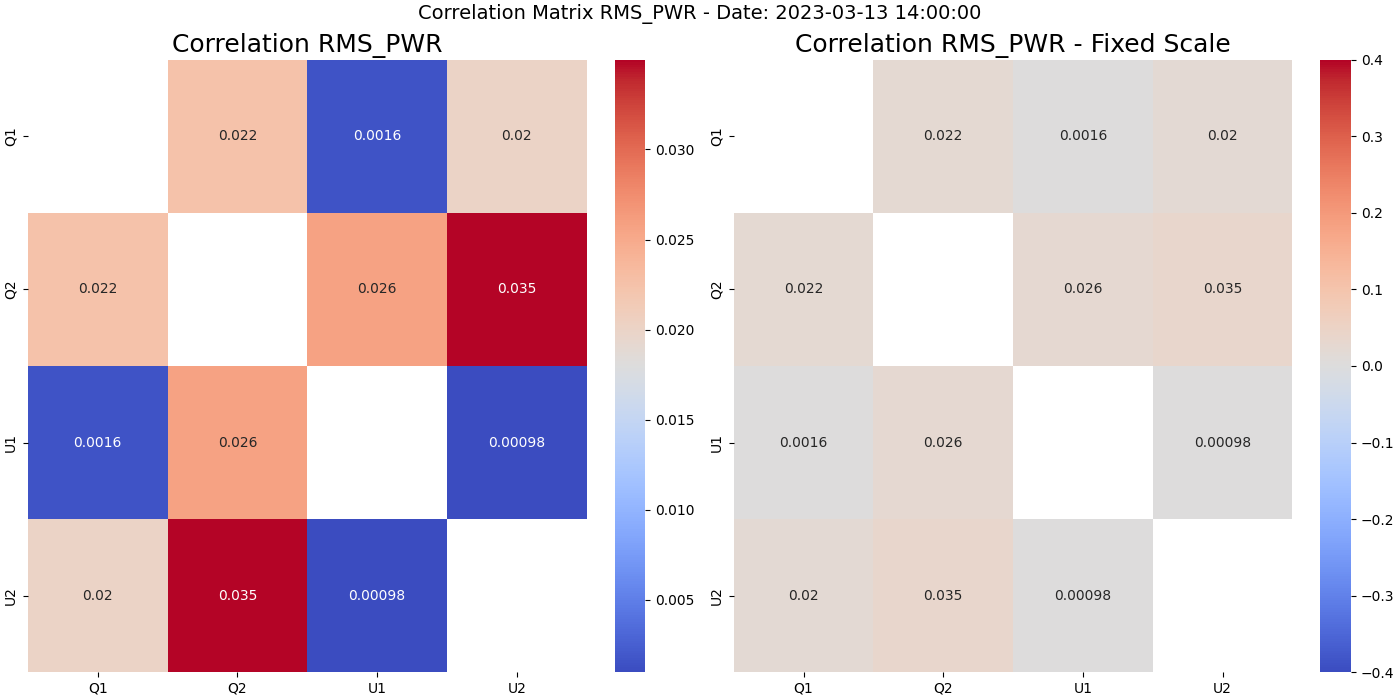 Correlation Matrix RMS_PWR - Date: 2023-03-13 14:00:00
Correlation RMS_PWR
Q1
0.022
0.0016
0.02
Q2
0.022
0.026
0.035
U1
0.0016
0.026
0.00098
U2
0.02
0.035
0.00098
Q1
Q2
U1
U2
0.030
0.025
0.020
0.015
0.010
0.005
Correlation RMS_PWR - Fixed Scale
Q1
0.022
0.0016
0.02
Q2
0.022
0.026
0.035
U1
0.0016
0.026
0.00098
U2
0.02
0.035
0.00098
Q1
Q2
U1
U2
0.4
0.3
0.2
0.1
0.0
−0.1
−0.2
−0.3
−0.4